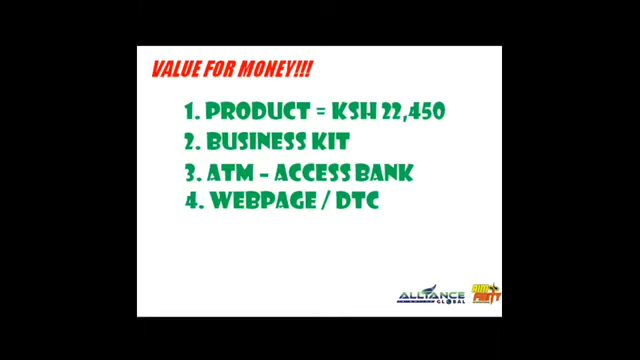 VALUE FOR MONEY!!!
1. PRODUCT = KSH 22,450
2. BUSINESS KIT
3. ATM – ACCESS BANK
4. WEBPAGE / DTC
GLOBAL